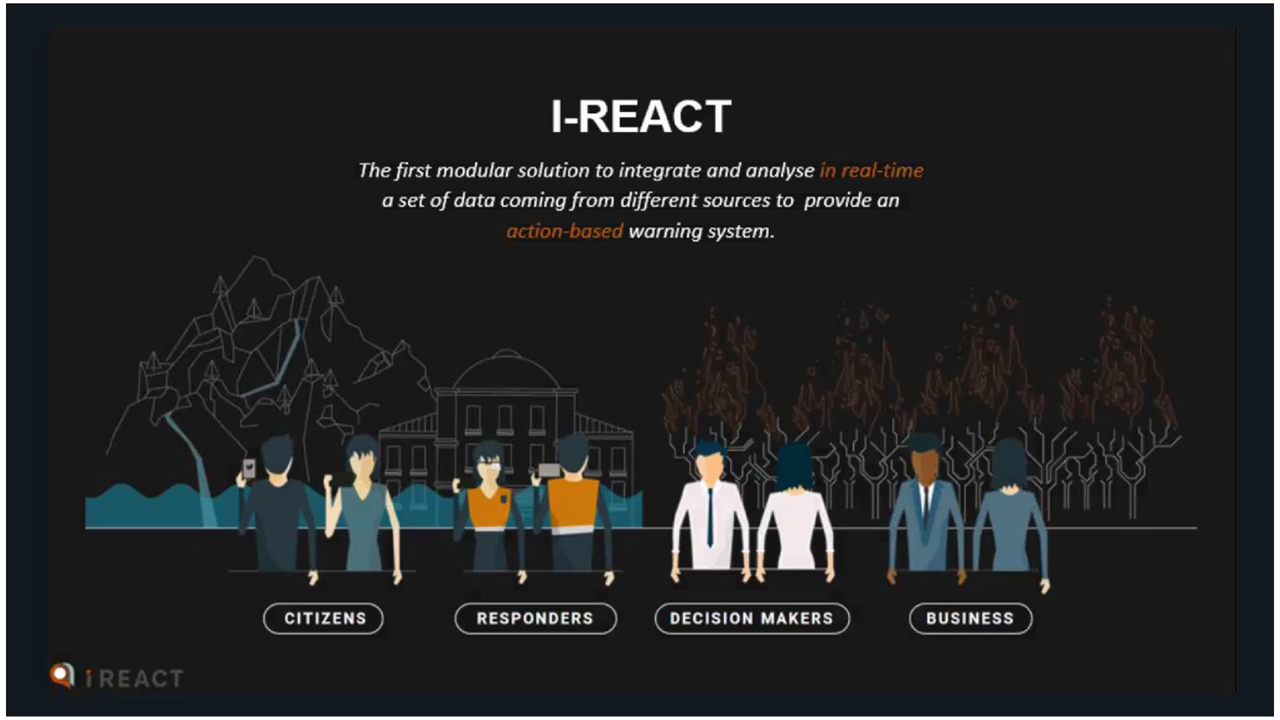 I-REACT
The first modular solution to integrate and analyse in real-time
a set of data coming from different sources to provide an
action-based warning system.
CITIZENS
RESPONDERS
DECISION MAKERS
BUSINESS
I REACT